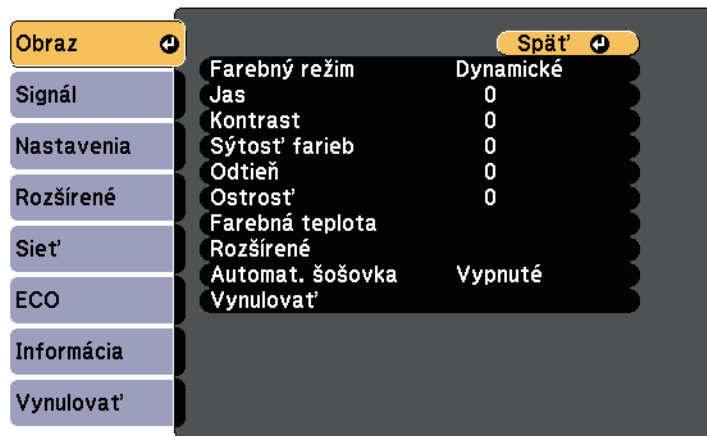 Obraz
Signál
Nastavenia
Rozšírené
Sieť
ECO
Informácia
Vynulovať
Späť
Farebný režim Dynamické
Jas 0
Kontrast 0
Sýtosť farieb 0
Odtieň 0
Ostrosť 0
Farebná teplota
Rozšírené
Automat. šošovka Vypnuté
Vynulovať